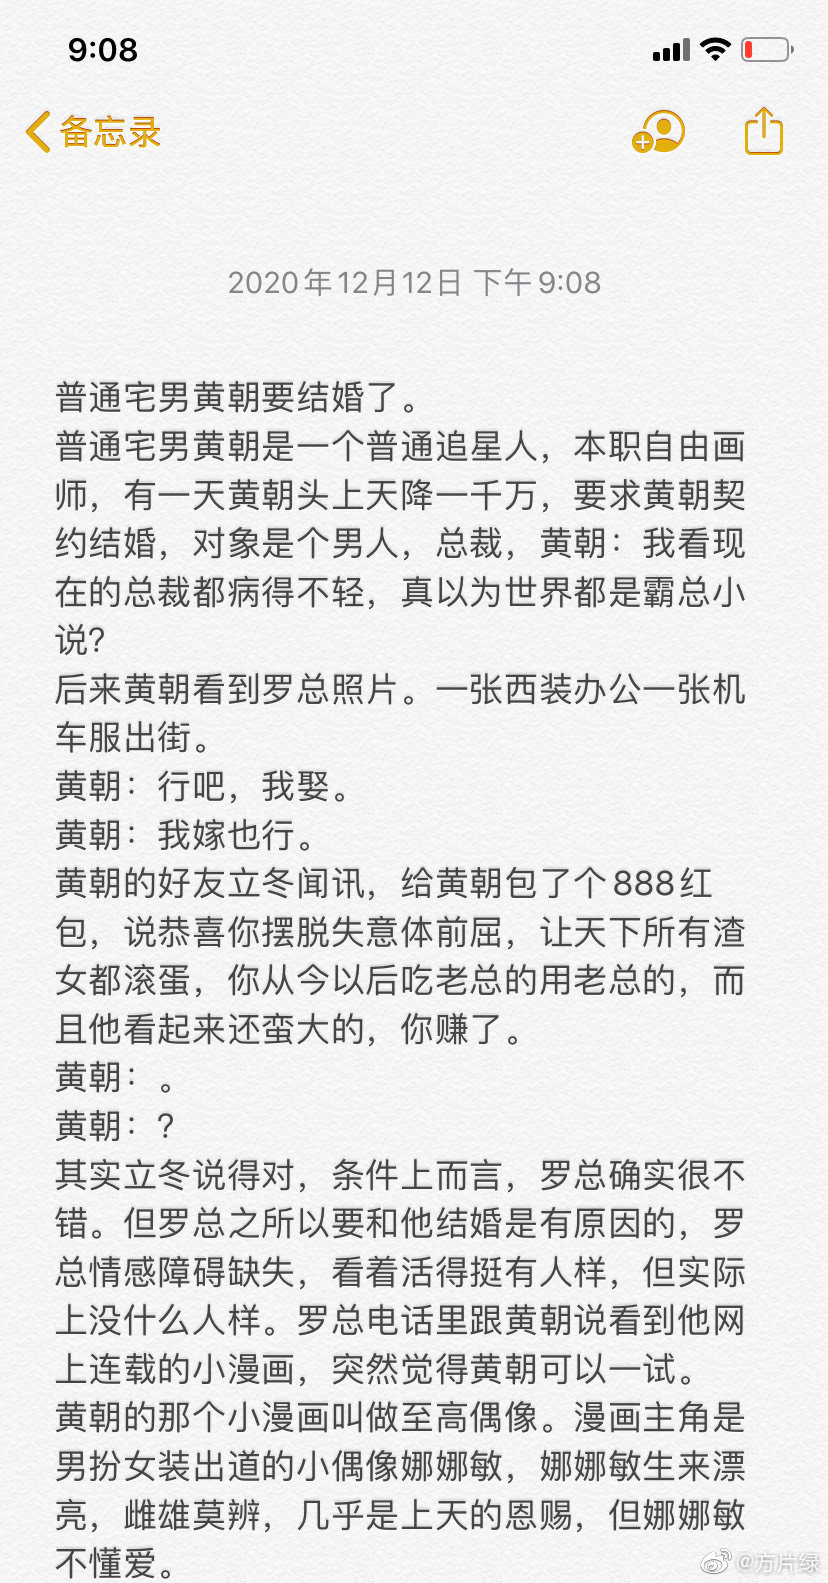 9:08
备忘录
2020年12月12日 下午9:08
普通宅男黄朝要结婚了。
普通宅男黄朝是一个普通追星人，本职自由画
师，有一天黄朝头上天降一千万，要求黄朝契
约结婚，对象是个男人，总裁，黄朝：我看现
在的总裁都病得不轻，真以为世界都是霸总小
说？
后来黄朝看到罗总照片。一张西装办公一张机
车服出街。
黄朝：行吧，我娶。
黄朝：我嫁也行。
黄朝的好友立冬闻讯，给黄朝包了个888红
包，说恭喜你摆脱失意体前屈，让天下所有渣
女都滚蛋，你从今以后吃老总的用老总的，而
且他看起来还蛮大的，你赚了。
黄朝：。
黄朝：？
其实立冬说得对，条件上而言，罗总确实很不
错。但罗总之所以要和他结婚是有原因的，罗
总情感障碍缺失，看着活得挺有人样，但实际
上没什么人样。罗总电话里跟黄朝说看到他网
上连载的小漫画，突然觉得黄朝可以一试。
黄朝的那个小漫画叫做至高偶像。漫画主角是
男扮女装出道的小偶像娜娜敏，娜娜敏生来漂
亮，雌雄莫辨，几乎是上天的恩赐，但娜娜敏
不懂爱。
@方片绿